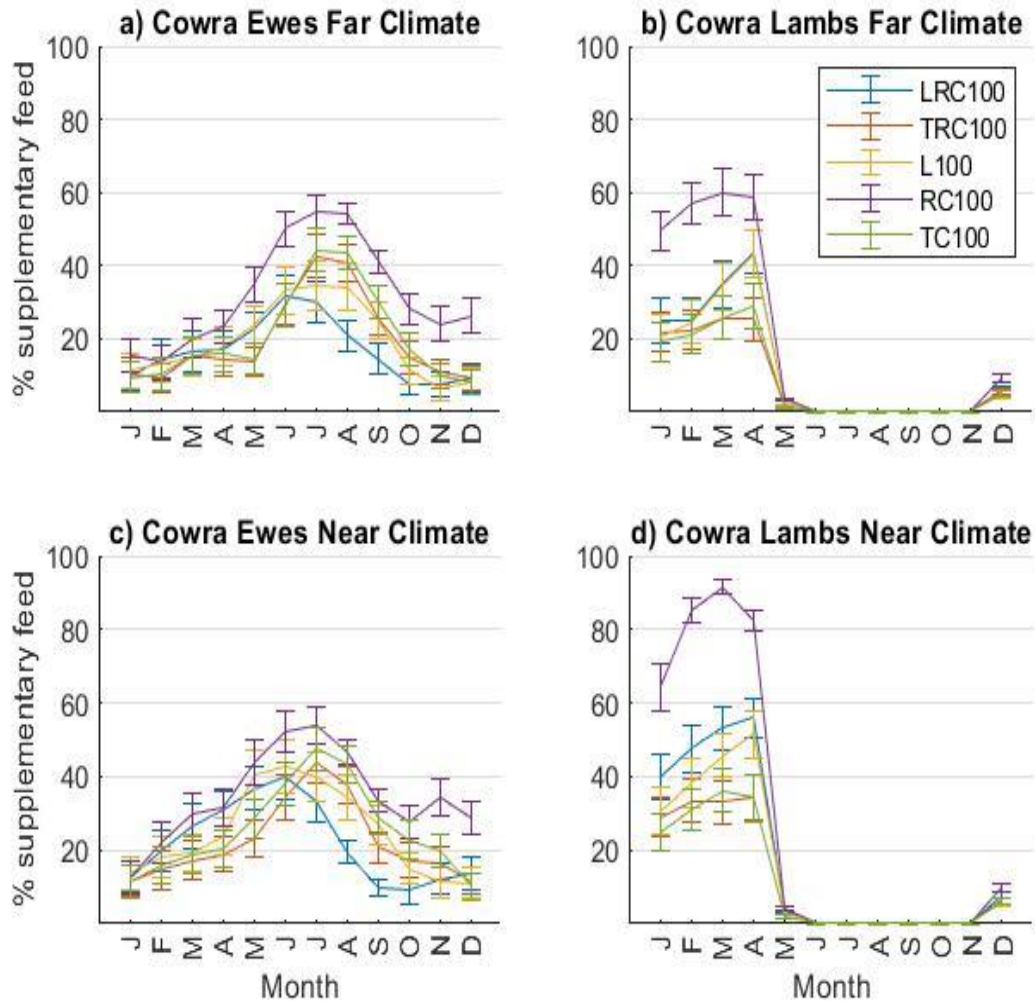 a) Cowra Ewes Far Climate
% supplementary feed
100
80
60
40
20
J F M A M J J A S O N D
b) Cowra Lambs Far Climate
100
80
60
40
20
LRC100
TRC100
L100
RC100
TC100
J F M A M J J A S O N D
c) Cowra Ewes Near Climate
% supplementary feed
100
80
60
40
20
J F M A M J J A S O N D
Month
d) Cowra Lambs Near Climate
100
80
60
40
20
J F M A M J J A S O N D
Month